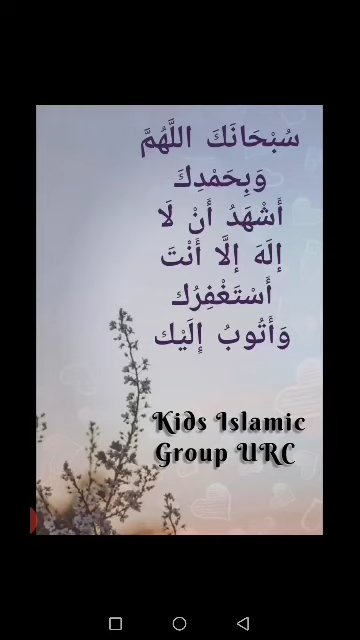 سُبْحَانَكَ اللَّهُمَّ
وَبِحَمْدِكَ
أَشْهَدُ أَنْ لَا
إِلَهَ إِلَّا أَنْتَ
أَسْتَغْفِرُك
وَأَتُوبُ إِلَيْك
Kids Islamic
Group URC